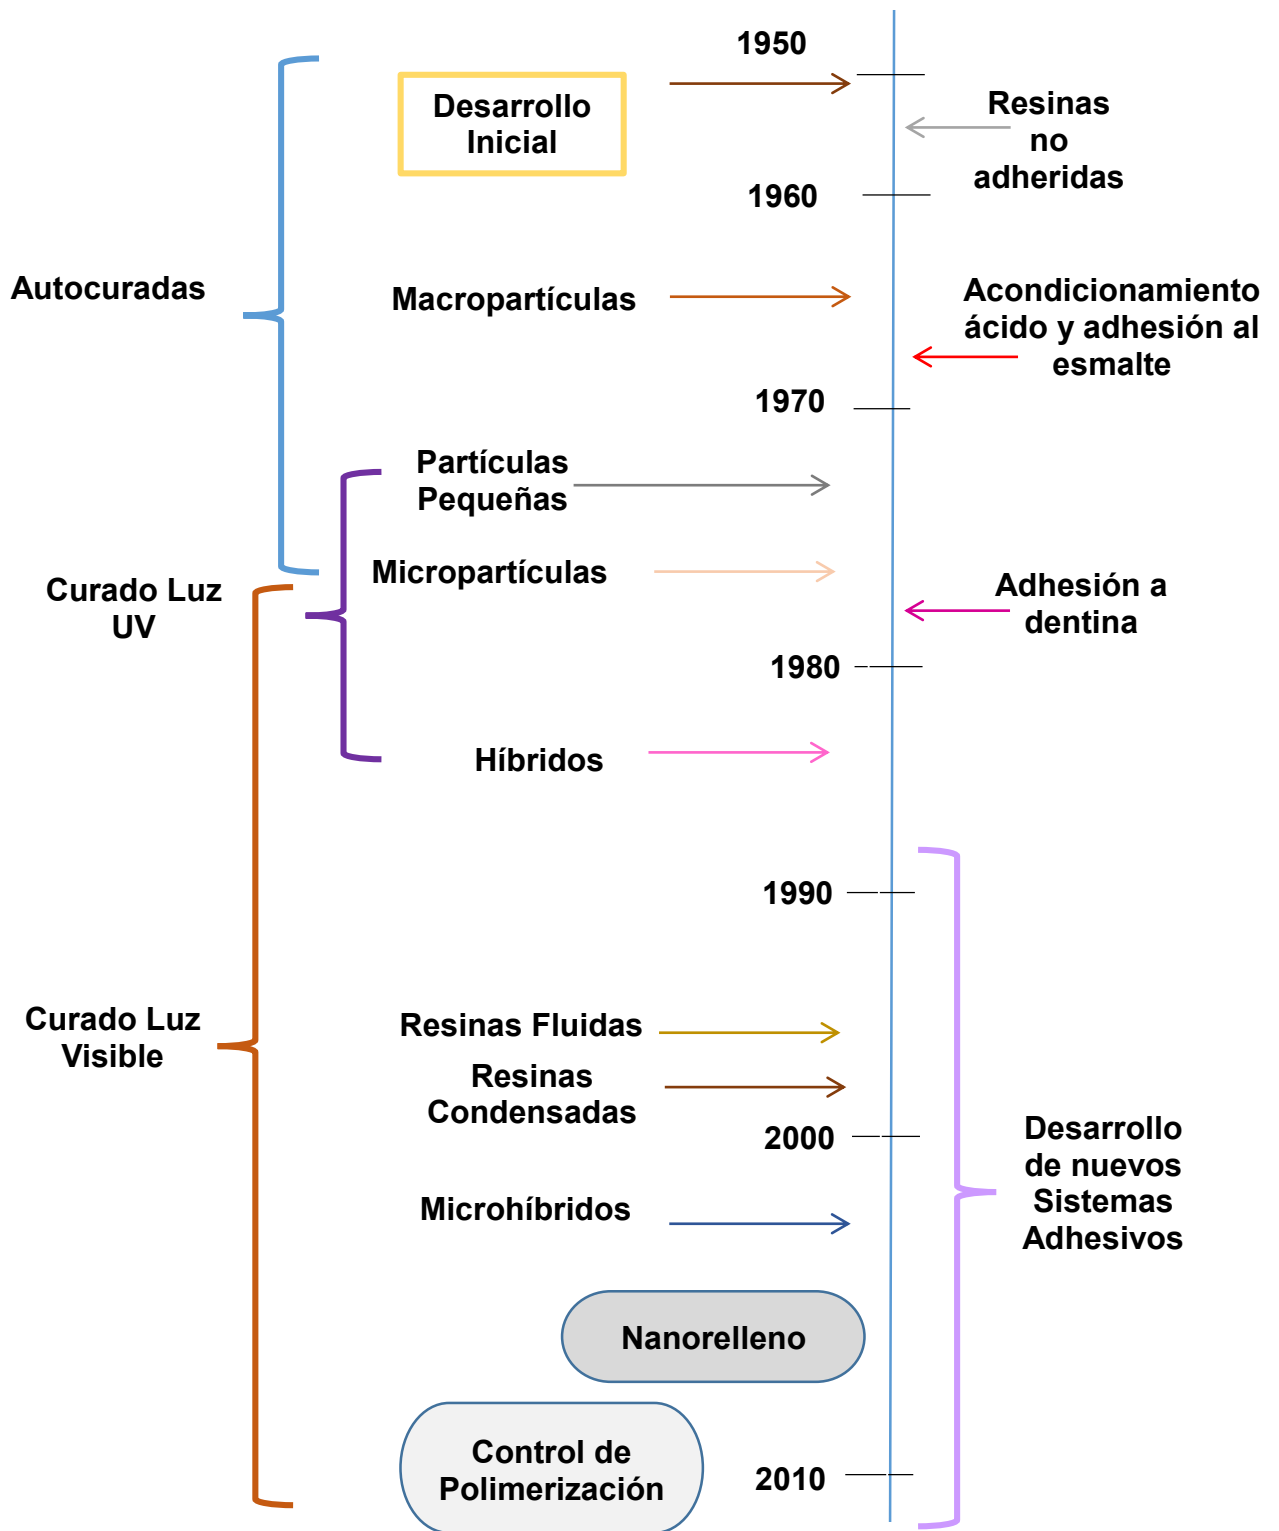 1950
Desarrollo
Inicial
Resinas
no
adheridas
1960
Autocuradas
Macropartículas
Acondicionamiento
ácido y adhesión al
esmalte
1970
Partículas
Pequeñas
Micropartículas
Curado Luz
UV
Adhesión a
dentina
1980
Híbridos
1990
Curado Luz
Visible
Resinas Fluidas
Resinas
Condensadas
2000
Desarrollo
de nuevos
Sistemas
Adhesivos
Microhíbridos
Nanorelleno
Control de
Polimerización
2010